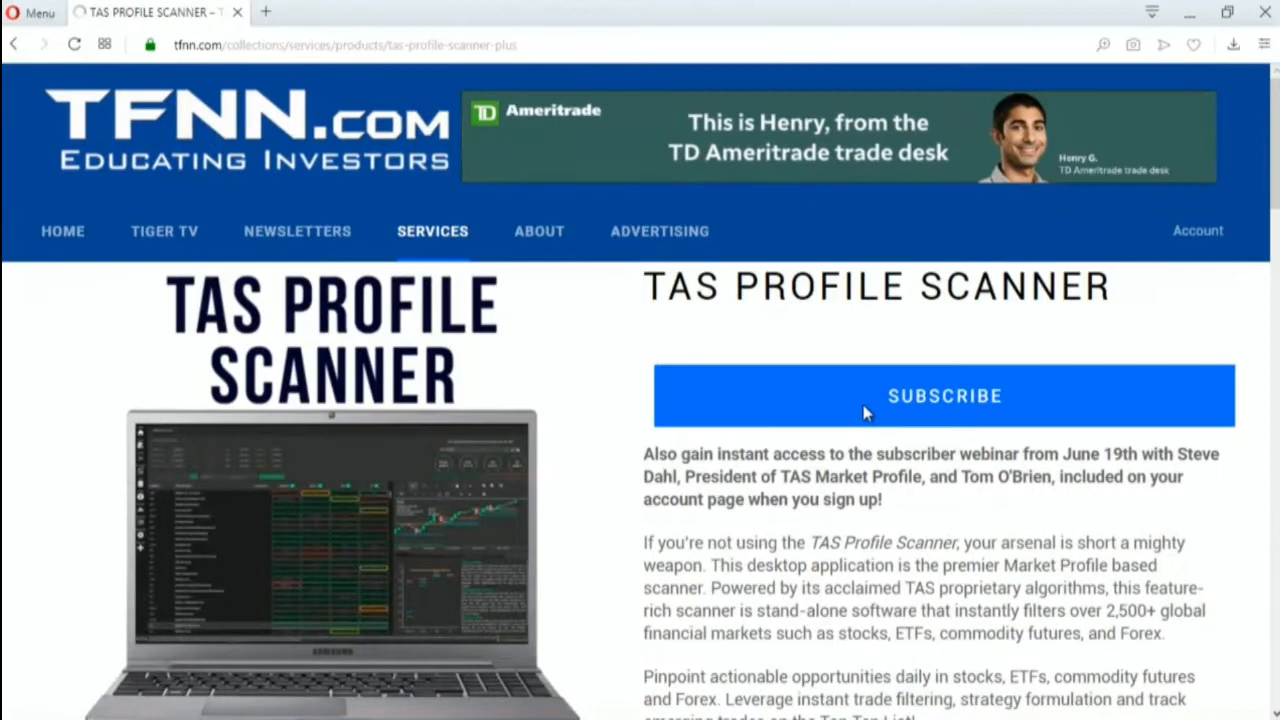 Menu
TAS PROFILE SCANNER – T
tfnn.com/collections/services/products/tas-profile-scanner-plus
TFNN.COM
EDUCATING INVESTORS
TD Ameritrade
This is Henry, from the
TD Ameritrade trade desk
Henry G.
TD Ameritrade trade desk
HOME TIGER TV NEWSLETTERS SERVICES ABOUT ADVERTISING Account
TAS PROFILE
SCANNER
SAMSUNG
TAS PROFILE SCANNER
SUBSCRIBE
Also gain instant access to the subscriber webinar from June 19th with Steve
Dahl, President of TAS Market Profile, and Tom O'Brien, included on your
account page when you sign up!
If you're not using the TAS Profile Scanner, your arsenal is short a mighty
weapon. This desktop application is the premier Market Profile based
scanner. Powered by its acclaimed TAS proprietary algorithms, this feature-
rich scanner is stand-alone software that instantly filters over 2,500+ global
financial markets such as stocks, ETFs, commodity futures, and Forex.
Pinpoint actionable opportunities daily in stocks, ETFs, commodity futures
and Forex. Leverage instant trade filtering, strategy formulation and track
emerging trades on the Top Ten List!